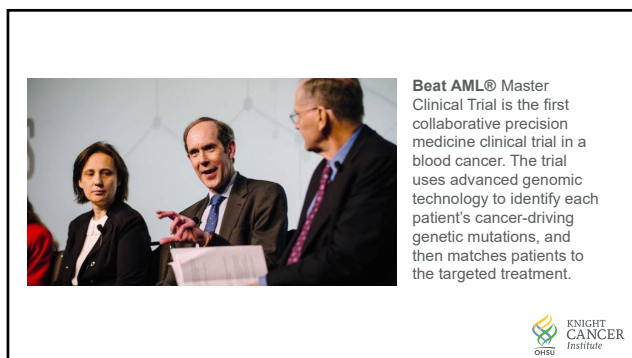 Beat AML® Master
Clinical Trial is the first
collaborative precision
medicine clinical trial in a
blood cancer. The trial
uses advanced genomic
technology to identify each
patient's cancer-driving
genetic mutations, and
then matches patients to
the targeted treatment.
KNIGHT
CANCER
Institute
OHSU